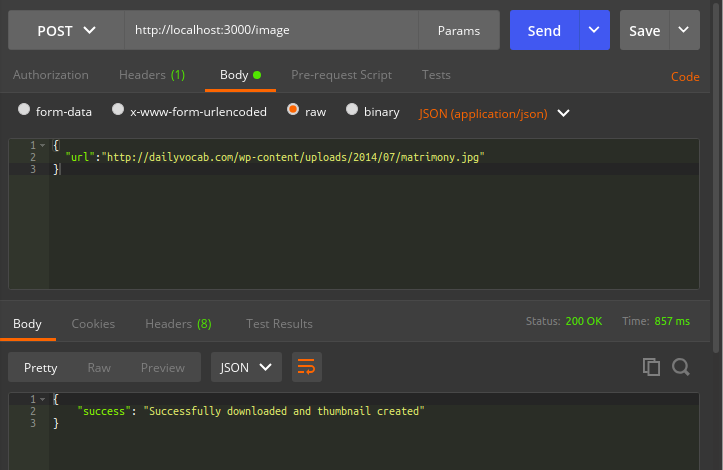 POST http://localhost:3000/image Params Send Save
Authorization Headers (1) Body Pre-request Script Tests Code
form-data x-www-form-urlencoded raw binary JSON (application/json)
1 {
2 "url":"http://dailyvocab.com/wp-content/uploads/2014/07/matrimony.jpg"
3 }
Body Cookies Headers (8) Test Results Status: 200 OK Time: 857 ms
Pretty Raw Preview JSON
1 {
2 "success": "Successfully downloaded and thumbnail created"
3 }